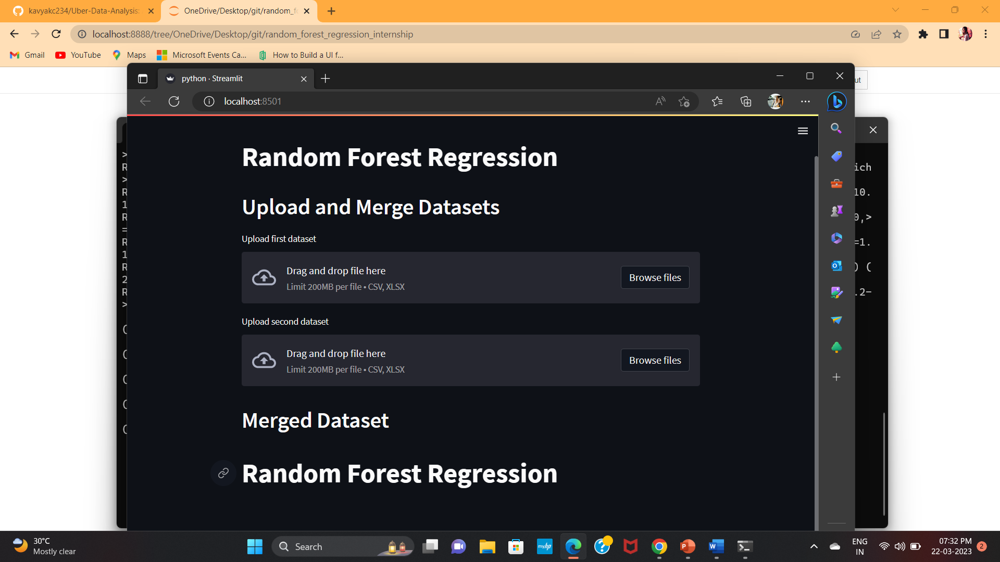 kavyakc234/Uber-Data-Analysis:
OneDrive/Desktop/git/random_f
localhost:8888/tree/OneDrive/Desktop/git/random_forest_regression_internship
Gmail
YouTube
Maps
Microsoft Events Ca...
How to Build a UI f...
python · Streamlit
ut
localhost:8501
Random Forest Regression
Upload and Merge Datasets
Upload first dataset
Drag and drop file here
Limit 200MB per file • CSV, XLSX
Browse files
Upload second dataset
Drag and drop file here
Limit 200MB per file • CSV, XLSX
Browse files
Merged Dataset
Random Forest Regression
>
R
>
R
1
R
=
R
1
R
2
R
>
(
(
(
(
(
ich
10.
0,>
=1.
) (
.2-
30°C
Mostly clear
Search
myhp
ENG
IN
07:32 PM
22-03-2023
2